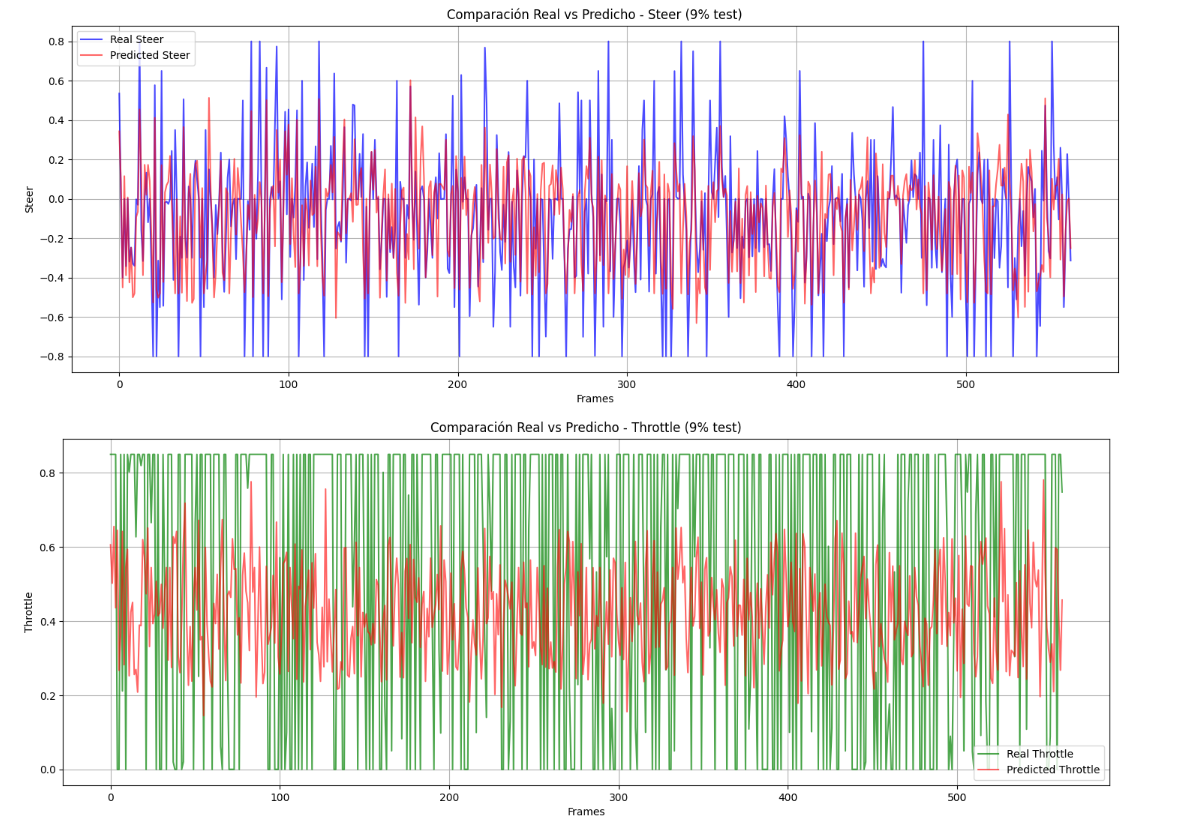 Comparación Real vs Predicho - Steer (9% test)
Real Steer
Predicted Steer
0.8
0.6
0.4
0.2
0.0
−0.2
−0.4
−0.6
−0.8
Steer
0 100 200 300 400 500
Frames
Comparación Real vs Predicho - Throttle (9% test)
0.8
0.6
0.4
0.2
0.0
Throttle
Real Throttle
Predicted Throttle
0 100 200 300 400 500
Frames